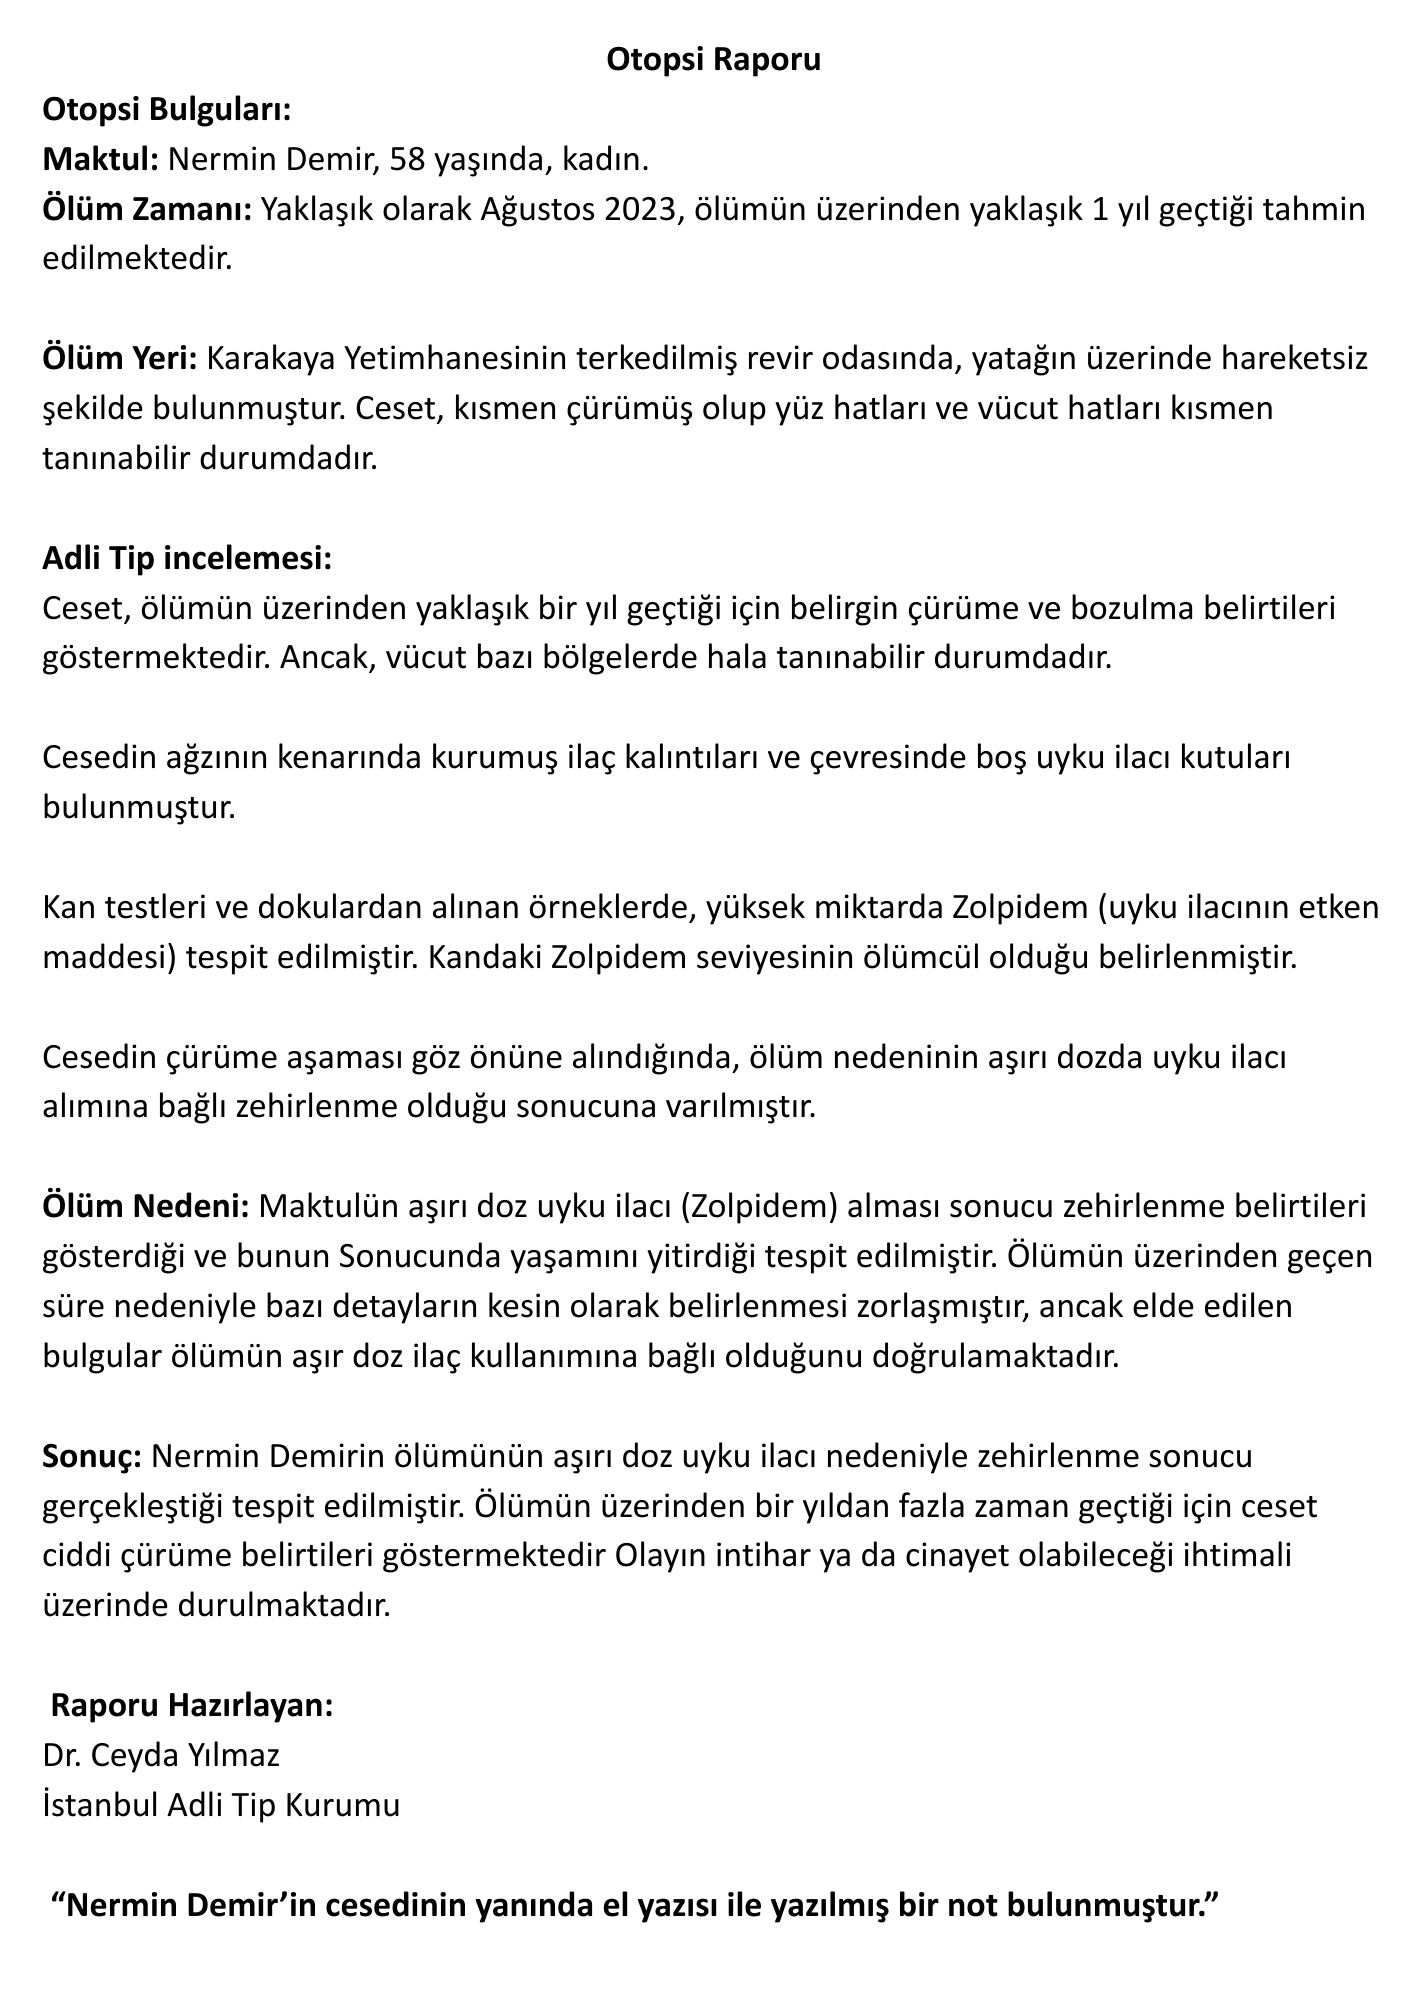 Otopsi Raporu
Otopsi Bulguları:
Maktul: Nermin Demir, 58 yaşında, kadın.
Ölüm Zamanı: Yaklaşık olarak Ağustos 2023, ölümün üzerinden yaklaşık 1 yıl geçtiği tahmin
edilmektedir.
Ölüm Yeri: Karakaya Yetimhanesinin terkedilmiş revir odasında, yatağın üzerinde hareketsiz
şekilde bulunmuştur. Ceset, kısmen çürümüş olup yüz hatları ve vücut hatları kısmen
tanınabilir durumdadır.
Adli Tip incelemesi:
Ceset, ölümün üzerinden yaklaşık bir yıl geçtiği için belirgin çürüme ve bozulma belirtileri
göstermektedir. Ancak, vücut bazı bölgelerde hala tanınabilir durumdadır.
Cesedin ağzının kenarında kurumuş ilaç kalıntıları ve çevresinde boş uyku ilacı kutuları
bulunmuştur.
Kan testleri ve dokulardan alınan örneklerde, yüksek miktarda Zolpidem (uyku ilacının etken
maddesi) tespit edilmiştir. Kandaki Zolpidem seviyesinin ölümcül olduğu belirlenmiştir.
Cesedin çürüme aşaması göz önüne alındığında, ölüm nedeninin aşırı dozda uyku ilacı
alımına bağlı zehirlenme olduğu sonucuna varılmıştır.
Ölüm Nedeni: Maktulün aşırı doz uyku ilacı (Zolpidem) alması sonucu zehirlenme belirtileri
gösterdiği ve bunun Sonucunda yaşamını yitirdiği tespit edilmiştir. Ölümün üzerinden geçen
süre nedeniyle bazı detayların kesin olarak belirlenmesi zorlaşmıştır, ancak elde edilen
bulgular ölümün aşır doz ilaç kullanımına bağlı olduğunu doğrulamaktadır.
Sonuç: Nermin Demirin ölümünün aşırı doz uyku ilacı nedeniyle zehirlenme sonucu
gerçekleştiği tespit edilmiştir. Ölümün üzerinden bir yıldan fazla zaman geçtiği için ceset
ciddi çürüme belirtileri göstermektedir Olayın intihar ya da cinayet olabileceği ihtimali
üzerinde durulmaktadır.
Raporu Hazırlayan:
Dr. Ceyda Yılmaz
İstanbul Adli Tip Kurumu
“Nermin Demir’in cesedinin yanında el yazısı ile yazılmış bir not bulunmuştur.”